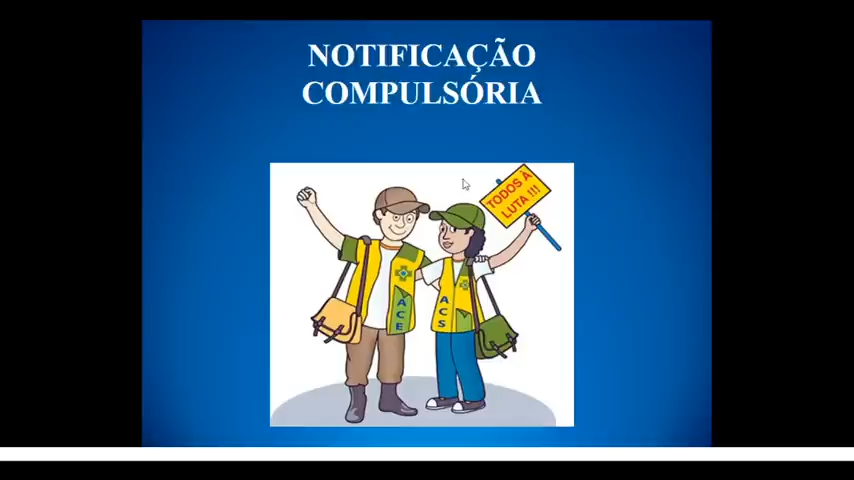 NOTIFICAÇÃO
COMPULSÓRIA
TODOS À
LUTA !!!
ACE
ACS